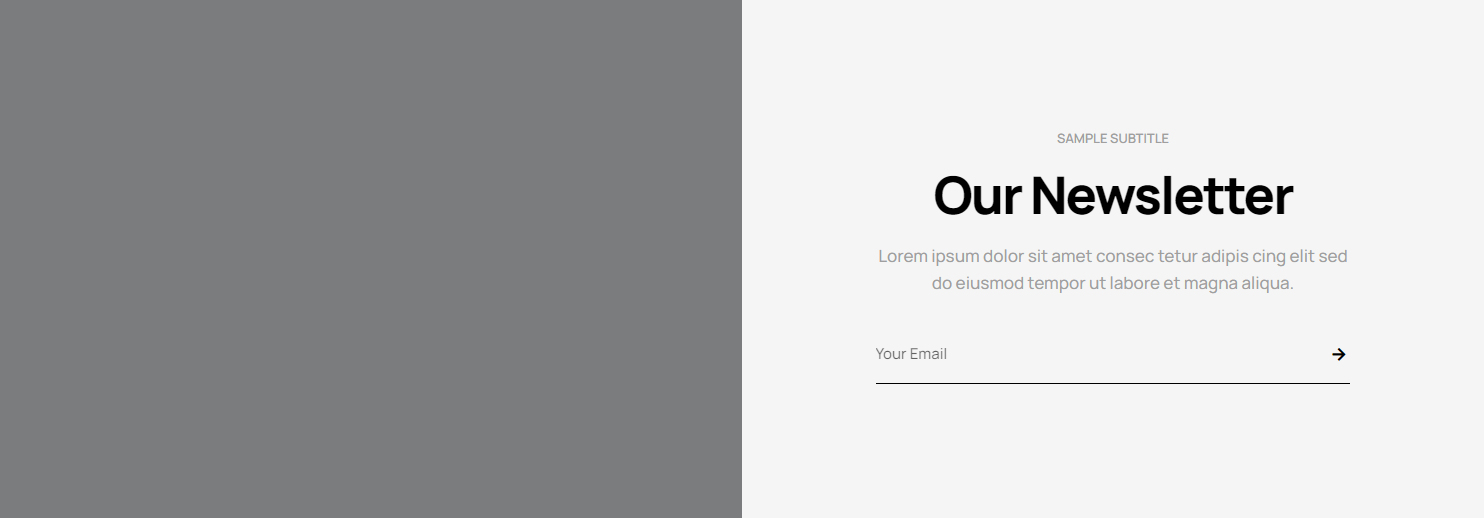 SAMPLE SUBTITLE
Our Newsletter
Lorem ipsum dolor sit amet consec tetur adipis cing elit sed
do eiusmod tempor ut labore et magna aliqua.
Your Email